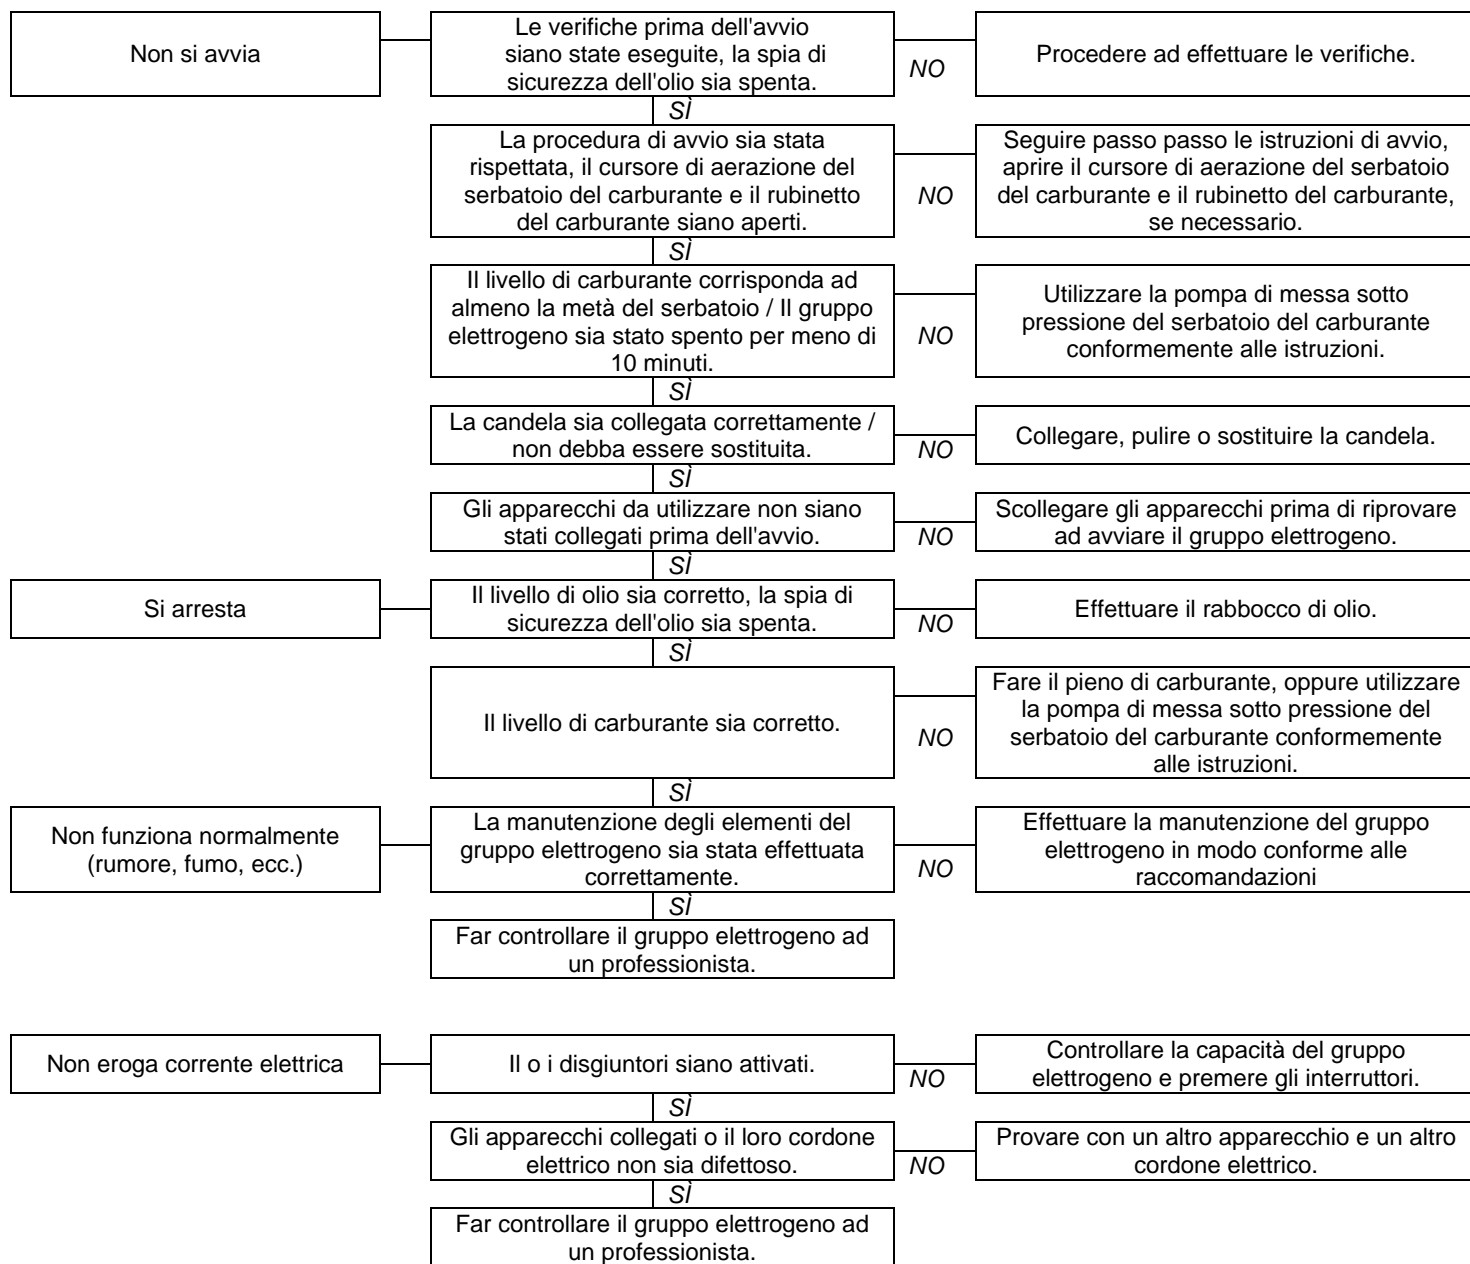 Non si avvia
Le verifiche prima dell'avvio
siano state eseguite, la spia di
sicurezza dell'olio sia spenta.
NO
Procedere ad effettuare le verifiche.
SÌ
La procedura di avvio sia stata
rispettata, il cursore di aerazione del
serbatoio del carburante e il rubinetto
del carburante siano aperti.
NO
Seguire passo passo le istruzioni di avvio,
aprire il cursore di aerazione del serbatoio
del carburante e il rubinetto del carburante,
se necessario.
SÌ
Il livello di carburante corrisponda ad
almeno la metà del serbatoio / Il gruppo
elettrogeno sia stato spento per meno di
10 minuti.
NO
Utilizzare la pompa di messa sotto
pressione del serbatoio del carburante
conformemente alle istruzioni.
SÌ
La candela sia collegata correttamente /
non debba essere sostituita.
NO
Collegare, pulire o sostituire la candela.
SÌ
Gli apparecchi da utilizzare non siano
stati collegati prima dell'avvio.
NO
Scollegare gli apparecchi prima di riprovare
ad avviare il gruppo elettrogeno.
SÌ
Si arresta
Il livello di olio sia corretto, la spia di
sicurezza dell'olio sia spenta.
NO
Effettuare il rabbocco di olio.
SÌ
Il livello di carburante sia corretto.
NO
Fare il pieno di carburante, oppure utilizzare
la pompa di messa sotto pressione del
serbatoio del carburante conformemente
alle istruzioni.
SÌ
Non funziona normalmente
(rumore, fumo, ecc.)
La manutenzione degli elementi del
gruppo elettrogeno sia stata effettuata
correttamente.
NO
Effettuare la manutenzione del gruppo
elettrogeno in modo conforme alle
raccomandazioni
SÌ
Far controllare il gruppo elettrogeno ad
un professionista.
Non eroga corrente elettrica
Il o i disgiuntori siano attivati.
NO
Controllare la capacità del gruppo
elettrogeno e premere gli interruttori.
SÌ
Gli apparecchi collegati o il loro cordone
elettrico non sia difettoso.
NO
Provare con un altro apparecchio e un altro
cordone elettrico.
SÌ
Far controllare il gruppo elettrogeno ad
un professionista.